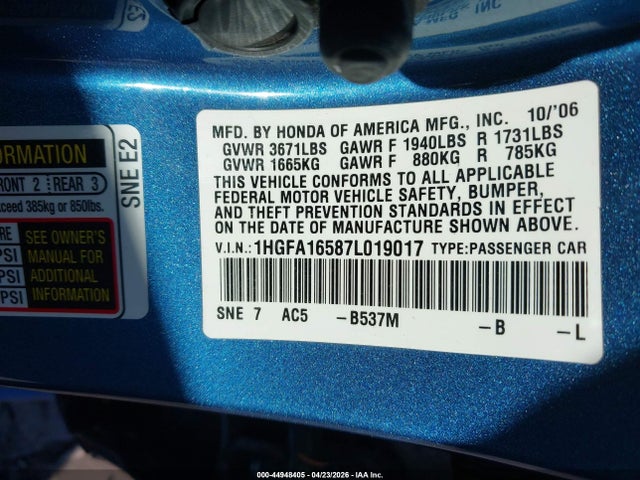 MFD. BY HONDA OF AMERICA MFG., INC. 10/'06
GVWR 3671LBS GAWR F 1940LBS R 1731LBS
GVWR 1665KG GAWR F 880KG R 785KG
THIS VEHICLE CONFORMS TO ALL APPLICABLE
FEDERAL MOTOR VEHICLE SAFETY, BUMPER,
AND THEFT PREVENTION STANDARDS IN EFFECT
ON THE DATE OF MANUFACTURE SHOWN ABOVE.
V.I.N.:1HGFA16587L019017 TYPE:PASSENGER CAR
SNE 7 AC5 -B537M -B -L
ORMATION
FRONT 2 REAR 3
xceed 385kg or 850lbs.
SEE OWNER'S
MANUAL FOR
ADDITIONAL
INFORMATION
RE
PSI
PSI
PSI
SNE E2
000-44948405 - 04/23/2026 - IAA Inc.